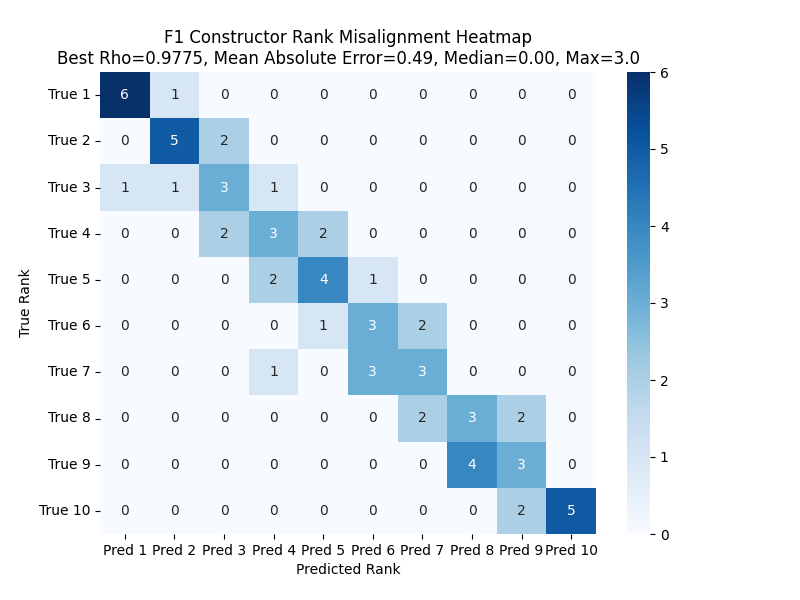 F1 Constructor Rank Misalignment Heatmap
Best Rho=0.9775, Mean Absolute Error=0.49, Median=0.00, Max=3.0
True 1 6 1 0 0 0 0 0 0 0 0
True 2 0 5 2 0 0 0 0 0 0 0
True 3 1 1 3 1 0 0 0 0 0 0
True 4 0 0 2 3 2 0 0 0 0 0
True 5 0 0 0 2 4 1 0 0 0 0
True 6 0 0 0 0 1 3 2 0 0 0
True 7 0 0 0 1 0 3 3 0 0 0
True 8 0 0 0 0 0 0 2 3 2 0
True 9 0 0 0 0 0 0 0 4 3 0
True 10 0 0 0 0 0 0 0 0 2 5
Pred 1 Pred 2 Pred 3 Pred 4 Pred 5 Pred 6 Pred 7 Pred 8 Pred 9 Pred 10
Predicted Rank
True Rank
6
5
4
3
2
1
0